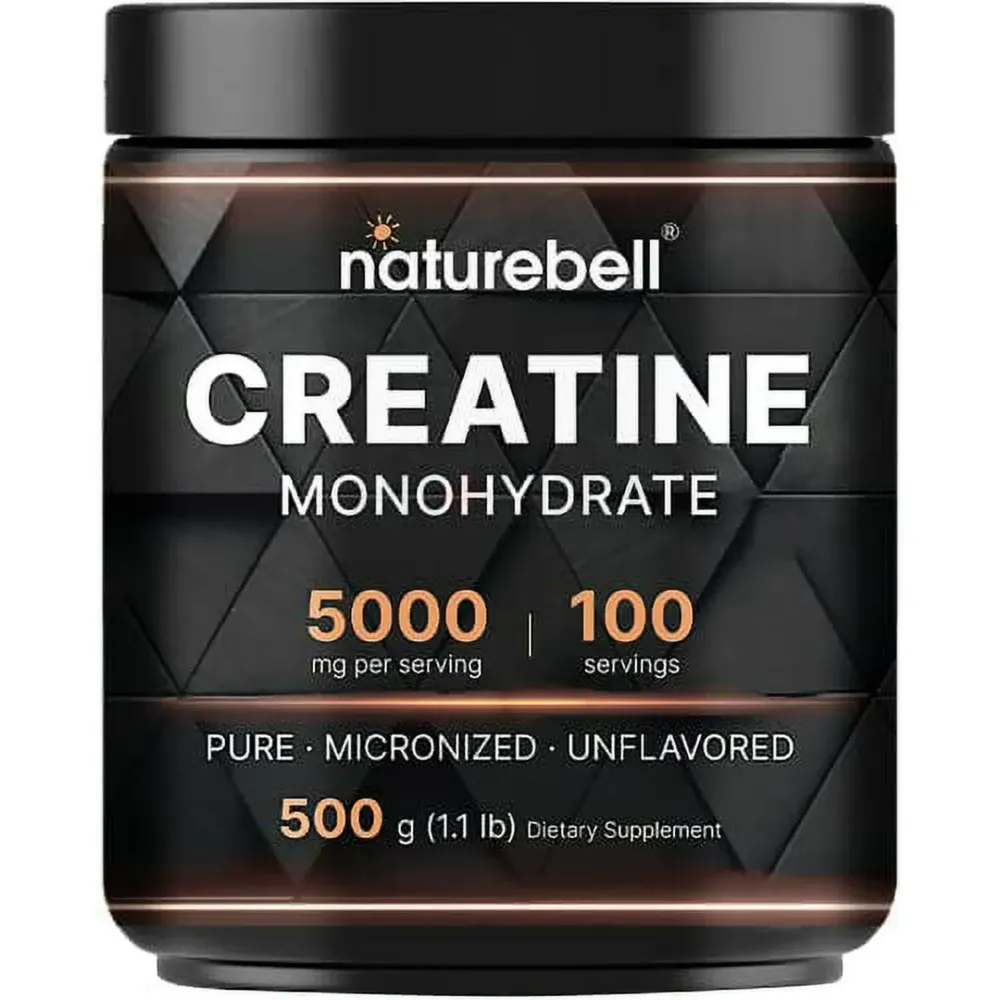 naturebell®
CREATINE
MONOHYDRATE
5000 | 100
mg per serving servings
PURE · MICRONIZED · UNFLAVORED
500 g (1.1 lb) Dietary Supplement